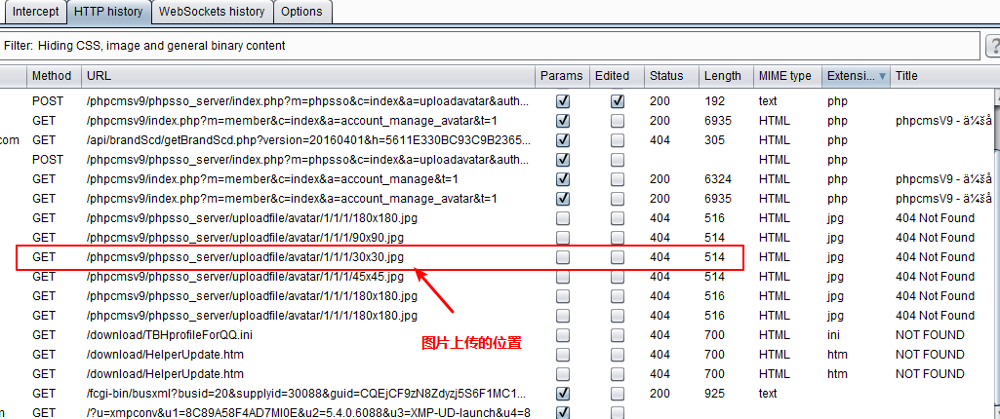 Intercept HTTP history WebSockets history Options
Filter: Hiding CSS, image and general binary content ?
Method URL Params Edited Status Length MIME type Extensi... Title
POST /phpcmsv9/phpsso_server/index.php?m=phpsso&c=index&a=uploadavatar&auth... 200 192 text php
GET /phpcmsv9/index.php?m=member&c=index&a=account_manage_avatar&t=1 200 6935 HTML php phpcmsV9 - ä¼šå
com GET /api/brandScd/getBrandScd.php?version=20160401&h=5611E330BC93C9B2365... 404 305 HTML php
POST /phpcmsv9/phpsso_server/index.php?m=phpsso&c=index&a=uploadavatar&auth... HTML php
GET /phpcmsv9/index.php?m=member&c=index&a=account_manage&t=1 200 6324 HTML php phpcmsV9 - ä¼šå
GET /phpcmsv9/index.php?m=member&c=index&a=account_manage_avatar&t=1 200 6935 HTML php phpcmsV9 - ä¼šå
GET /phpcmsv9/phpsso_server/uploadfile/avatar/1/1/1/180x180.jpg 404 516 HTML jpg 404 Not Found
GET /phpcmsv9/phpsso_server/uploadfile/avatar/1/1/1/90x90.jpg 404 514 HTML jpg 404 Not Found
GET /phpcmsv9/phpsso_server/uploadfile/avatar/1/1/1/30x30.jpg 404 514 HTML jpg 404 Not Found
GET /phpcmsv9/phpsso_server/uploadfile/avatar/1/1/1/45x45.jpg 404 514 HTML jpg 404 Not Found
GET /phpcmsv9/phpsso_server/uploadfile/avatar/1/1/1/180x180.jpg 404 516 HTML jpg 404 Not Found
GET /phpcmsv9/phpsso_server/uploadfile/avatar/1/1/1/180x180.jpg 404 516 HTML jpg 404 Not Found
GET /download/TBHprofileForQQ.ini 404 700 HTML ini NOT FOUND
图片上传的位置
GET /download/HelperUpdate.htm 404 700 HTML htm NOT FOUND
GET /download/HelperUpdate.htm 404 700 HTML htm NOT FOUND
GET /fcgi-bin/busxml?busid=20&supplyid=30088&guid=CQEjCF9zN8Zdyzj5S6F1MC1... 200 925 text
GET /?u=xmpconv&u1=8C89A58F4AD7MI0E&u2=5.4.0.6088&u3=XMP-UD-launch&u4=8